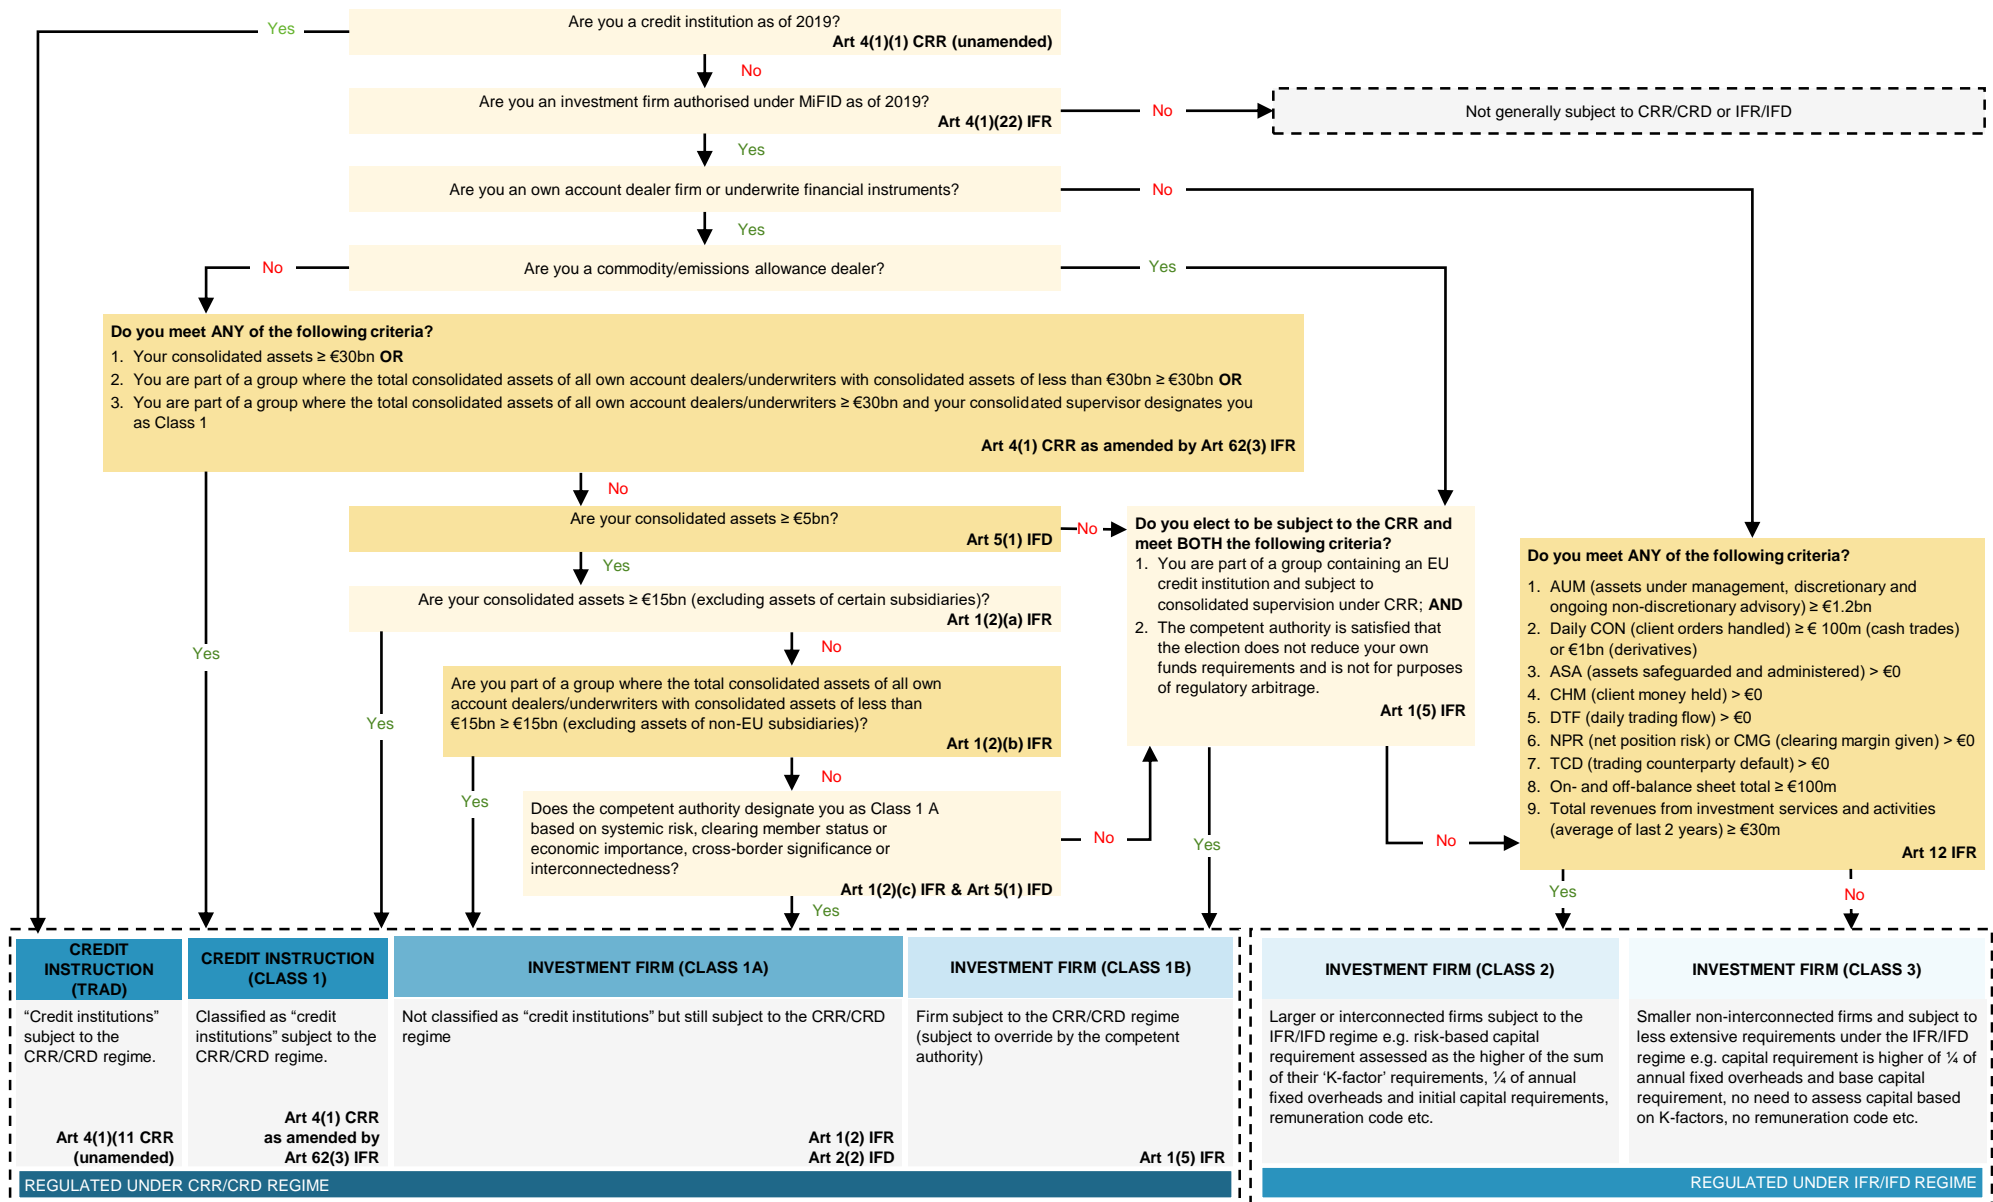 Are you a credit institution as of 2019?
Art 4(1)(1) CRR (unamended)
Yes
No
Are you an investment firm authorised under MiFID as of 2019?
Art 4(1)(22) IFR
No
Not generally subject to CRR/CRD or IFR/IFD
Yes
Are you an own account dealer firm or underwrite financial instruments?
No
Yes
Are you a commodity/emissions allowance dealer?
No
Yes
Do you meet ANY of the following criteria?
1. Your consolidated assets ≥ €30bn OR
2. You are part of a group where the total consolidated assets of all own account dealers/underwriters with consolidated assets of less than €30bn ≥ €30bn OR
3. You are part of a group where the total consolidated assets of all own account dealers/underwriters ≥ €30bn and your consolidated supervisor designates you
as Class 1
Art 4(1) CRR as amended by Art 62(3) IFR
Yes
No
Are your consolidated assets ≥ €5bn?
Art 5(1) IFD
No
Yes
Are your consolidated assets ≥ €15bn (excluding assets of certain subsidiaries)?
Art 1(2)(a) IFR
Yes
No
Are you part of a group where the total consolidated assets of all own
account dealers/underwriters with consolidated assets of less than
€15bn ≥ €15bn (excluding assets of non-EU subsidiaries)?
Art 1(2)(b) IFR
Yes
No
Does the competent authority designate you as Class 1 A
based on systemic risk, clearing member status or
economic importance, cross-border significance or
interconnectedness?
Art 1(2)(c) IFR & Art 5(1) IFD
No
Yes
Do you elect to be subject to the CRR and
meet BOTH the following criteria?
1. You are part of a group containing an EU
credit institution and subject to
consolidated supervision under CRR; AND
2. The competent authority is satisfied that
the election does not reduce your own
funds requirements and is not for purposes
of regulatory arbitrage.
Art 1(5) IFR
Yes
No
Do you meet ANY of the following criteria?
1. AUM (assets under management, discretionary and
ongoing non-discretionary advisory) ≥ €1.2bn
2. Daily CON (client orders handled) ≥ € 100m (cash trades)
or €1bn (derivatives)
3. ASA (assets safeguarded and administered) > €0
4. CHM (client money held) > €0
5. DTF (daily trading flow) > €0
6. NPR (net position risk) or CMG (clearing margin given) > €0
7. TCD (trading counterparty default) > €0
8. On- and off-balance sheet total ≥ €100m
9. Total revenues from investment services and activities
(average of last 2 years) ≥ €30m
Art 12 IFR
Yes
No
CREDIT
INSTRUCTION
(TRAD)
“Credit institutions”
subject to the
CRR/CRD regime.
Art 4(1)(11 CRR
(unamended)
CREDIT INSTRUCTION
(CLASS 1)
Classified as “credit
institutions” subject to the
CRR/CRD regime.
Art 4(1) CRR
as amended by
Art 62(3) IFR
INVESTMENT FIRM (CLASS 1A)
Not classified as “credit institutions” but still subject to the CRR/CRD
regime
Art 1(2) IFR
Art 2(2) IFD
INVESTMENT FIRM (CLASS 1B)
Firm subject to the CRR/CRD regime
(subject to override by the competent
authority)
Art 1(5) IFR
INVESTMENT FIRM (CLASS 2)
Larger or interconnected firms subject to the
IFR/IFD regime e.g. risk-based capital
requirement assessed as the higher of the sum
of their ‘K-factor’ requirements, ¼ of annual
fixed overheads and initial capital requirements,
remuneration code etc.
INVESTMENT FIRM (CLASS 3)
Smaller non-interconnected firms and subject to
less extensive requirements under the IFR/IFD
regime e.g. capital requirement is higher of ¼ of
annual fixed overheads and base capital
requirement, no need to assess capital based
on K-factors, no remuneration code etc.
REGULATED UNDER CRR/CRD REGIME
REGULATED UNDER IFR/IFD REGIME